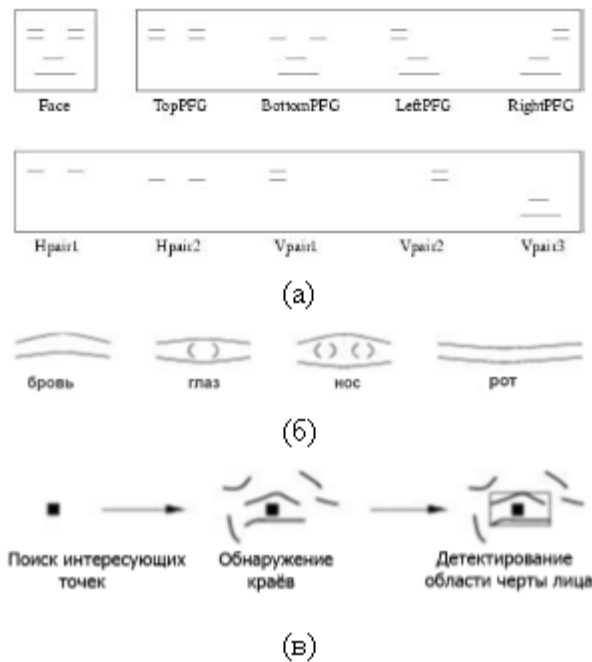 Face TopPFG BottomPFG LeftPFG RightPFG
Hpair1 Hpair2 Vpair1 Vpair2 Vpair3
(а)
бровь глаз нос рот
(б)
Поиск интересующих точек Обнаружение краёв Детектирование области черты лица
(в)